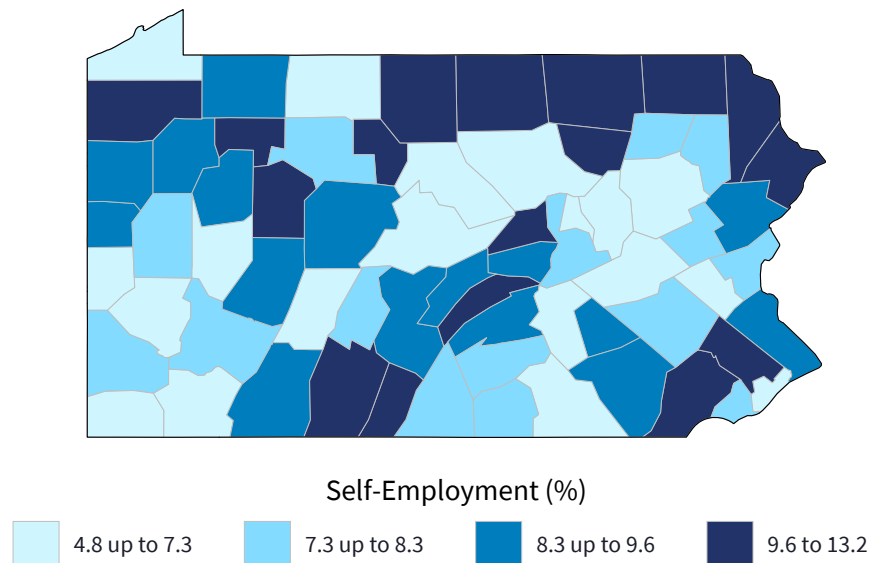 Self-Employment (%)
4.8 up to 7.3 7.3 up to 8.3 8.3 up to 9.6 9.6 to 13.2